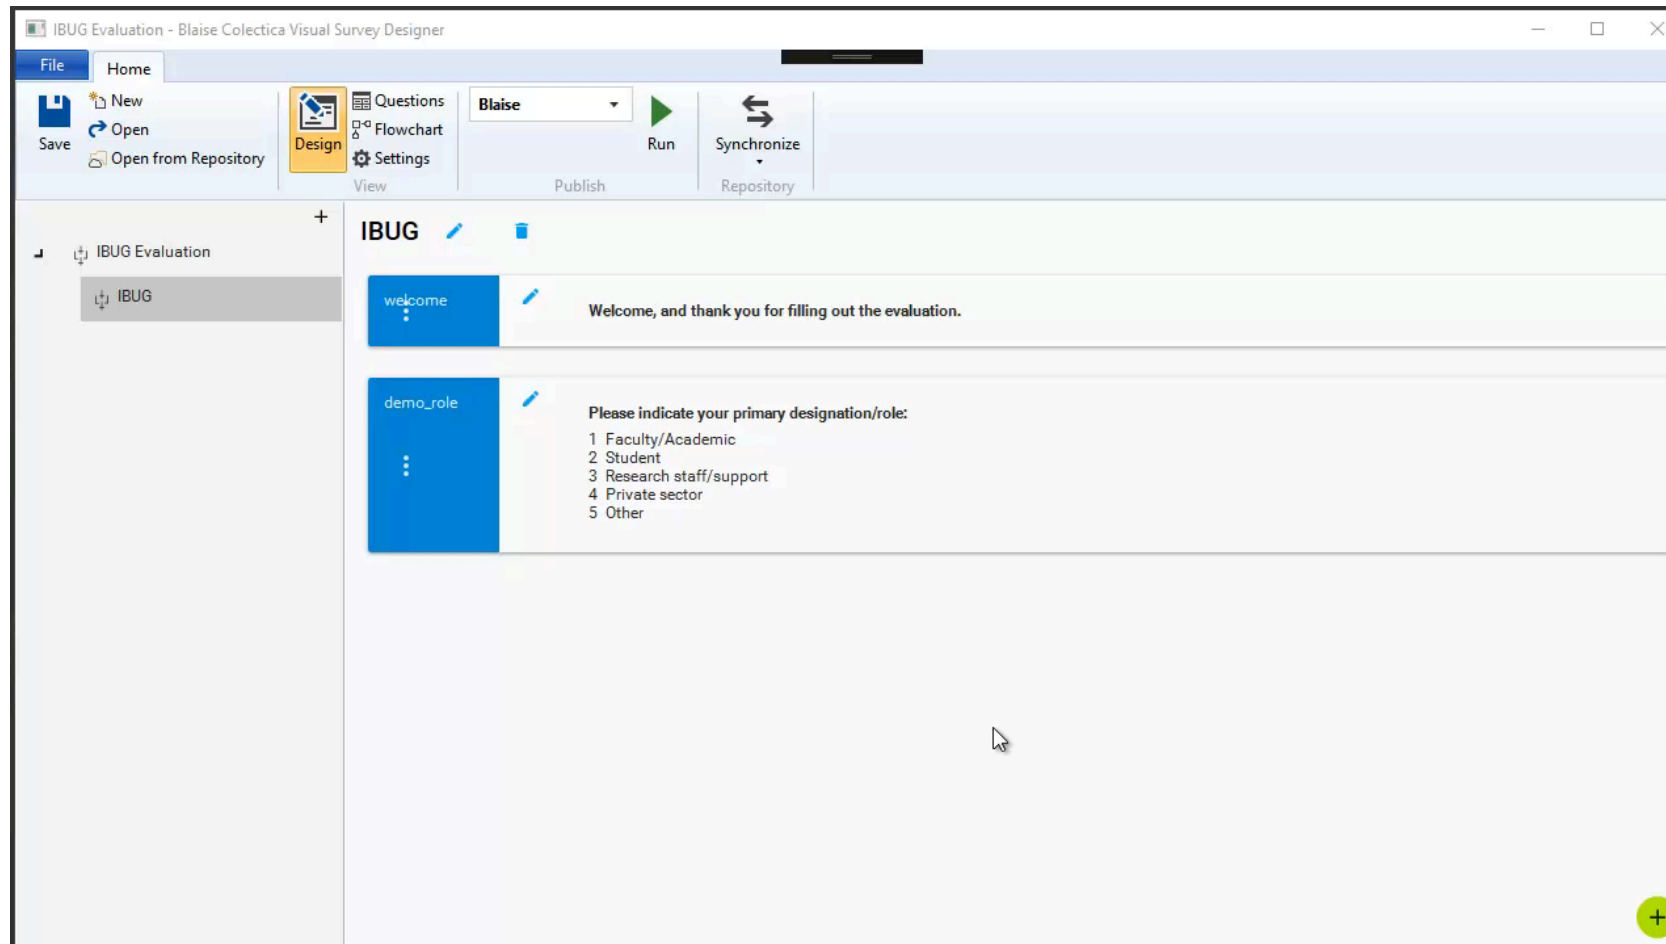 IBUG Evaluation - Blaise Colectica Visual Survey Designer
File
Home
Save
New
Open
Open from Repository
Design
Questions
Flowchart
Settings
View
Blaise
Run
Publish
Synchronize
Repository
IBUG Evaluation
IBUG
IBUG
welcome
Welcome, and thank you for filling out the evaluation.
demo_role
Please indicate your primary designation/role:
1 Faculty/Academic
2 Student
3 Research staff/support
4 Private sector
5 Other